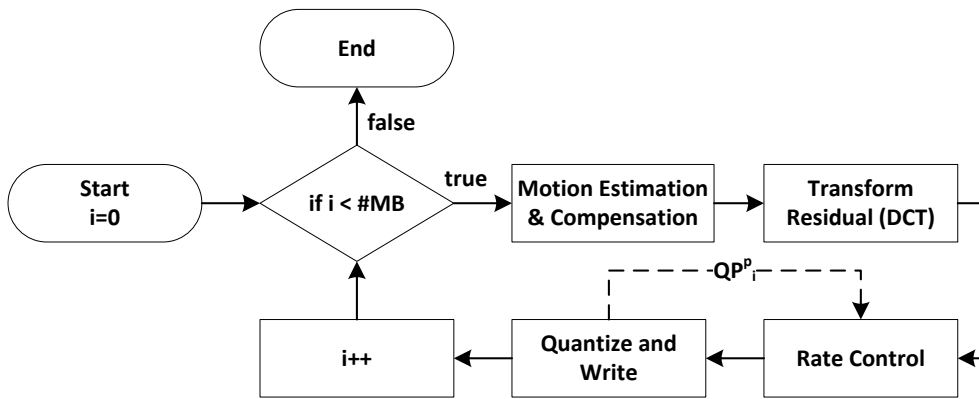 End
false
Start
i=0
if i < #MB
true
Motion Estimation
& Compensation
Transform
Residual (DCT)
QPᵖᵢ
i++
Quantize and
Write
Rate Control